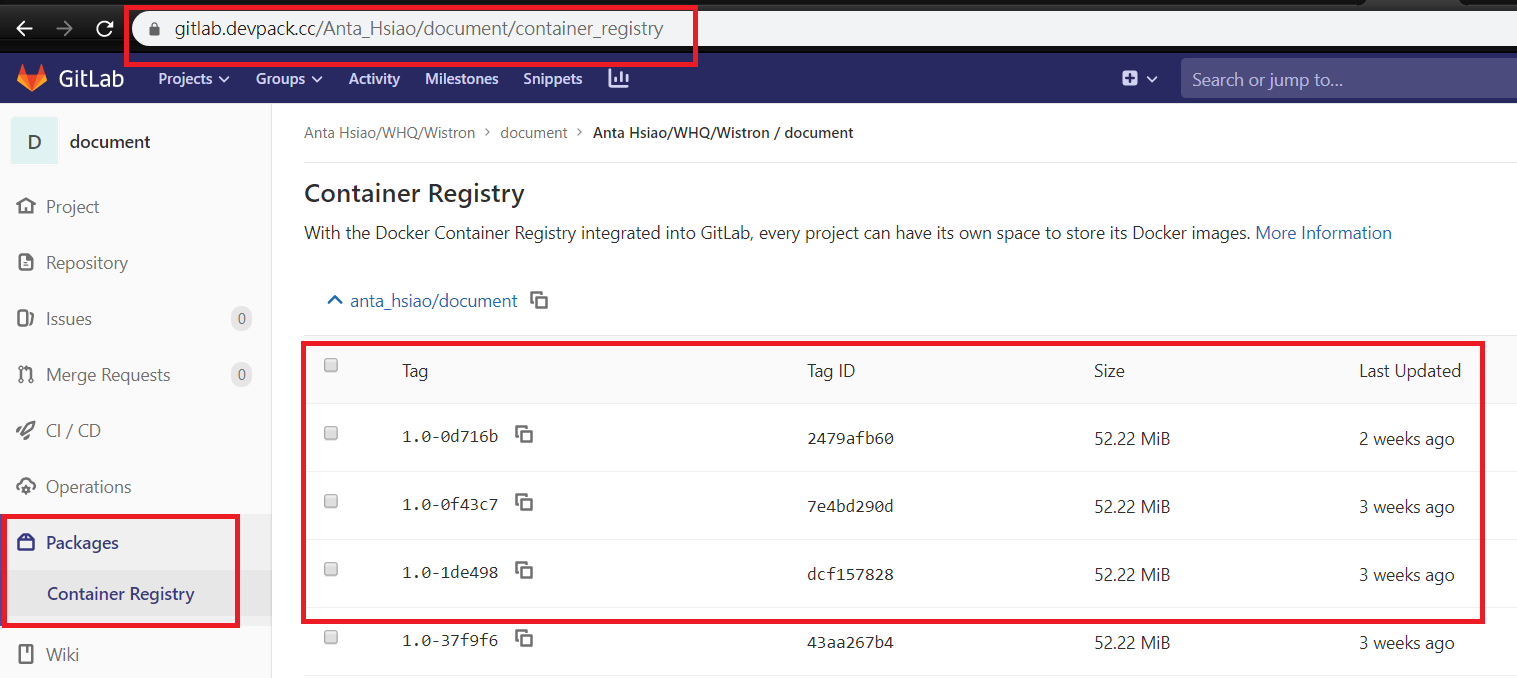 gitlab.devpack.cc/Anta_Hsiao/document/container_registry
GitLab Projects Groups Activity Milestones Snippets Search or jump to...
D document
Anta Hsiao/WHQ/Wistron > document > Anta Hsiao/WHQ/Wistron / document
Project
Repository
Issues 0
Merge Requests 0
CI / CD
Operations
Packages
Container Registry
Wiki
Container Registry
With the Docker Container Registry integrated into GitLab, every project can have its own space to store its Docker images. More Information
anta_hsiao/document
Tag Tag ID Size Last Updated
1.0-0d716b 2479afb60 52.22 MiB 2 weeks ago
1.0-0f43c7 7e4bd290d 52.22 MiB 3 weeks ago
1.0-1de498 dcf157828 52.22 MiB 3 weeks ago
1.0-37f9f6 43aa267b4 52.22 MiB 3 weeks ago